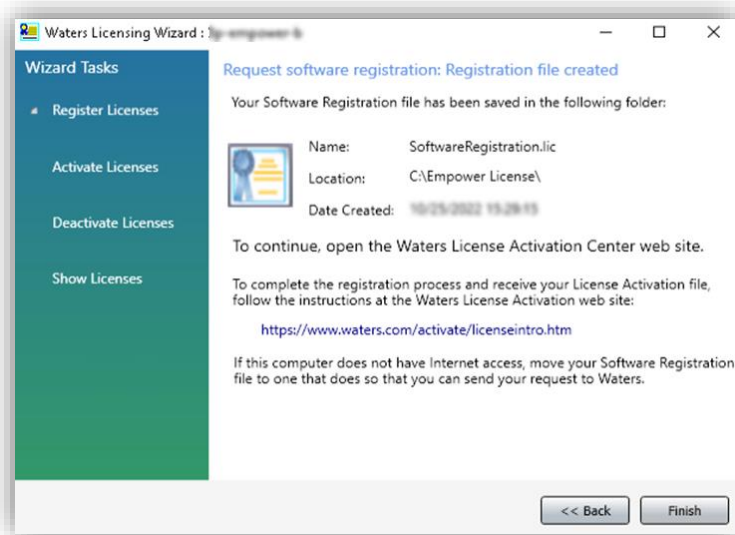 Waters Licensing Wizard :
Wizard Tasks
Register Licenses
Activate Licenses
Deactivate Licenses
Show Licenses
Request software registration: Registration file created
Your Software Registration file has been saved in the following folder:
Name: SoftwareRegistration.lic
Location: C:\Empower License\
Date Created:
To continue, open the Waters License Activation Center web site.
To complete the registration process and receive your License Activation file,
follow the instructions at the Waters License Activation web site:
https://www.waters.com/activate/licenseintro.htm
If this computer does not have Internet access, move your Software Registration
file to one that does so that you can send your request to Waters.
<< Back
Finish